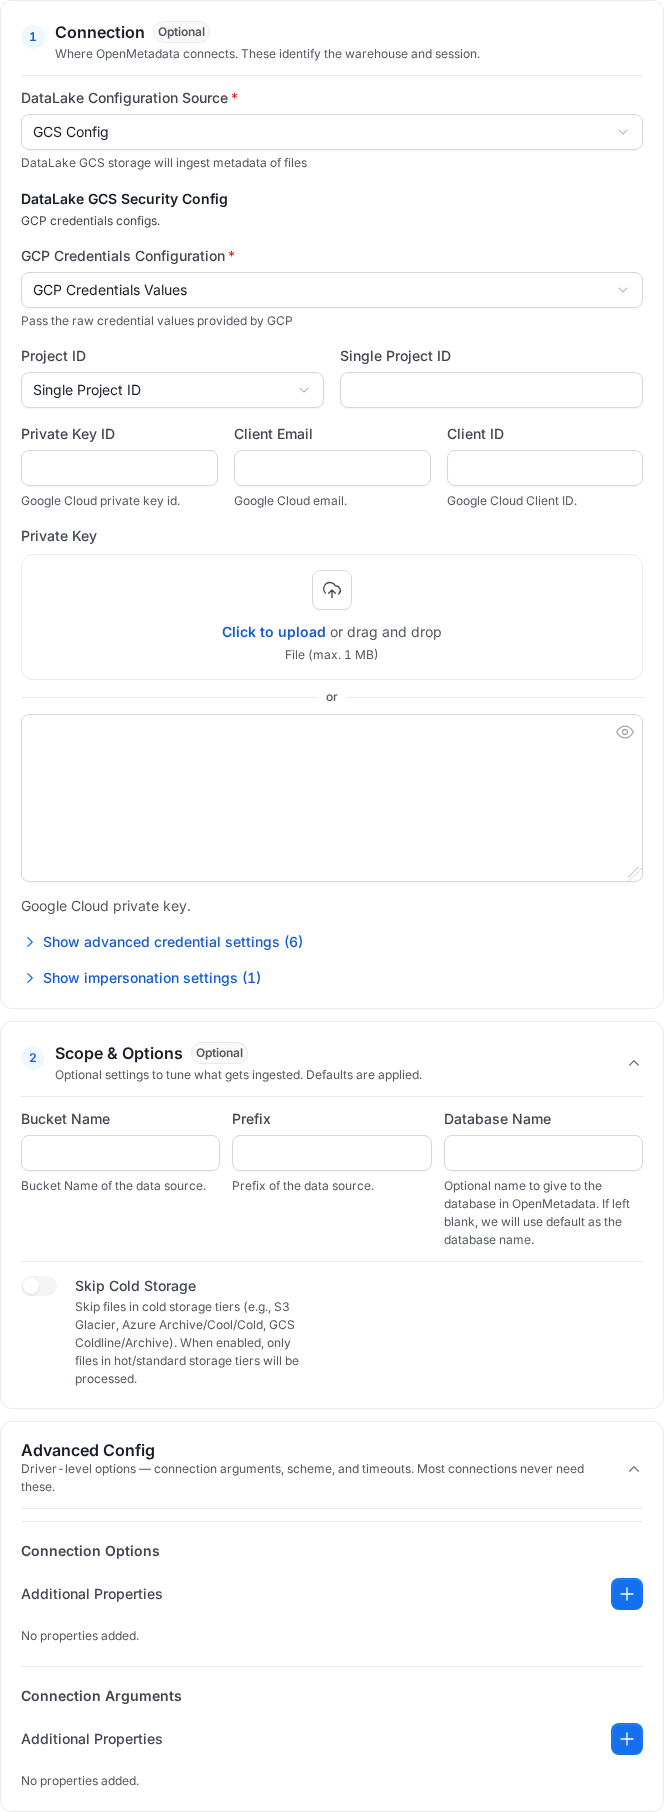 1
Connection
Optional
Where OpenMetadata connects. These identify the warehouse and session.
DataLake Configuration Source *
GCS Config
DataLake GCS storage will ingest metadata of files
DataLake GCS Security Config
GCP credentials configs.
GCP Credentials Configuration *
GCP Credentials Values
Pass the raw credential values provided by GCP
Project ID
Single Project ID
Single Project ID
Private Key ID
Client Email
Client ID
Google Cloud private key id.
Google Cloud email.
Google Cloud Client ID.
Private Key
Click to upload or drag and drop
File (max. 1 MB)
or
Google Cloud private key.
Show advanced credential settings (6)
Show impersonation settings (1)
2
Scope & Options
Optional
Optional settings to tune what gets ingested. Defaults are applied.
Bucket Name
Prefix
Database Name
Bucket Name of the data source.
Prefix of the data source.
Optional name to give to the
database in OpenMetadata. If left
blank, we will use default as the
database name.
Skip Cold Storage
Skip files in cold storage tiers (e.g., S3
Glacier, Azure Archive/Cool/Cold, GCS
Coldline/Archive). When enabled, only
files in hot/standard storage tiers will be
processed.
Advanced Config
Driver-level options — connection arguments, scheme, and timeouts. Most connections never need
these.
Connection Options
Additional Properties
No properties added.
Connection Arguments
Additional Properties
No properties added.